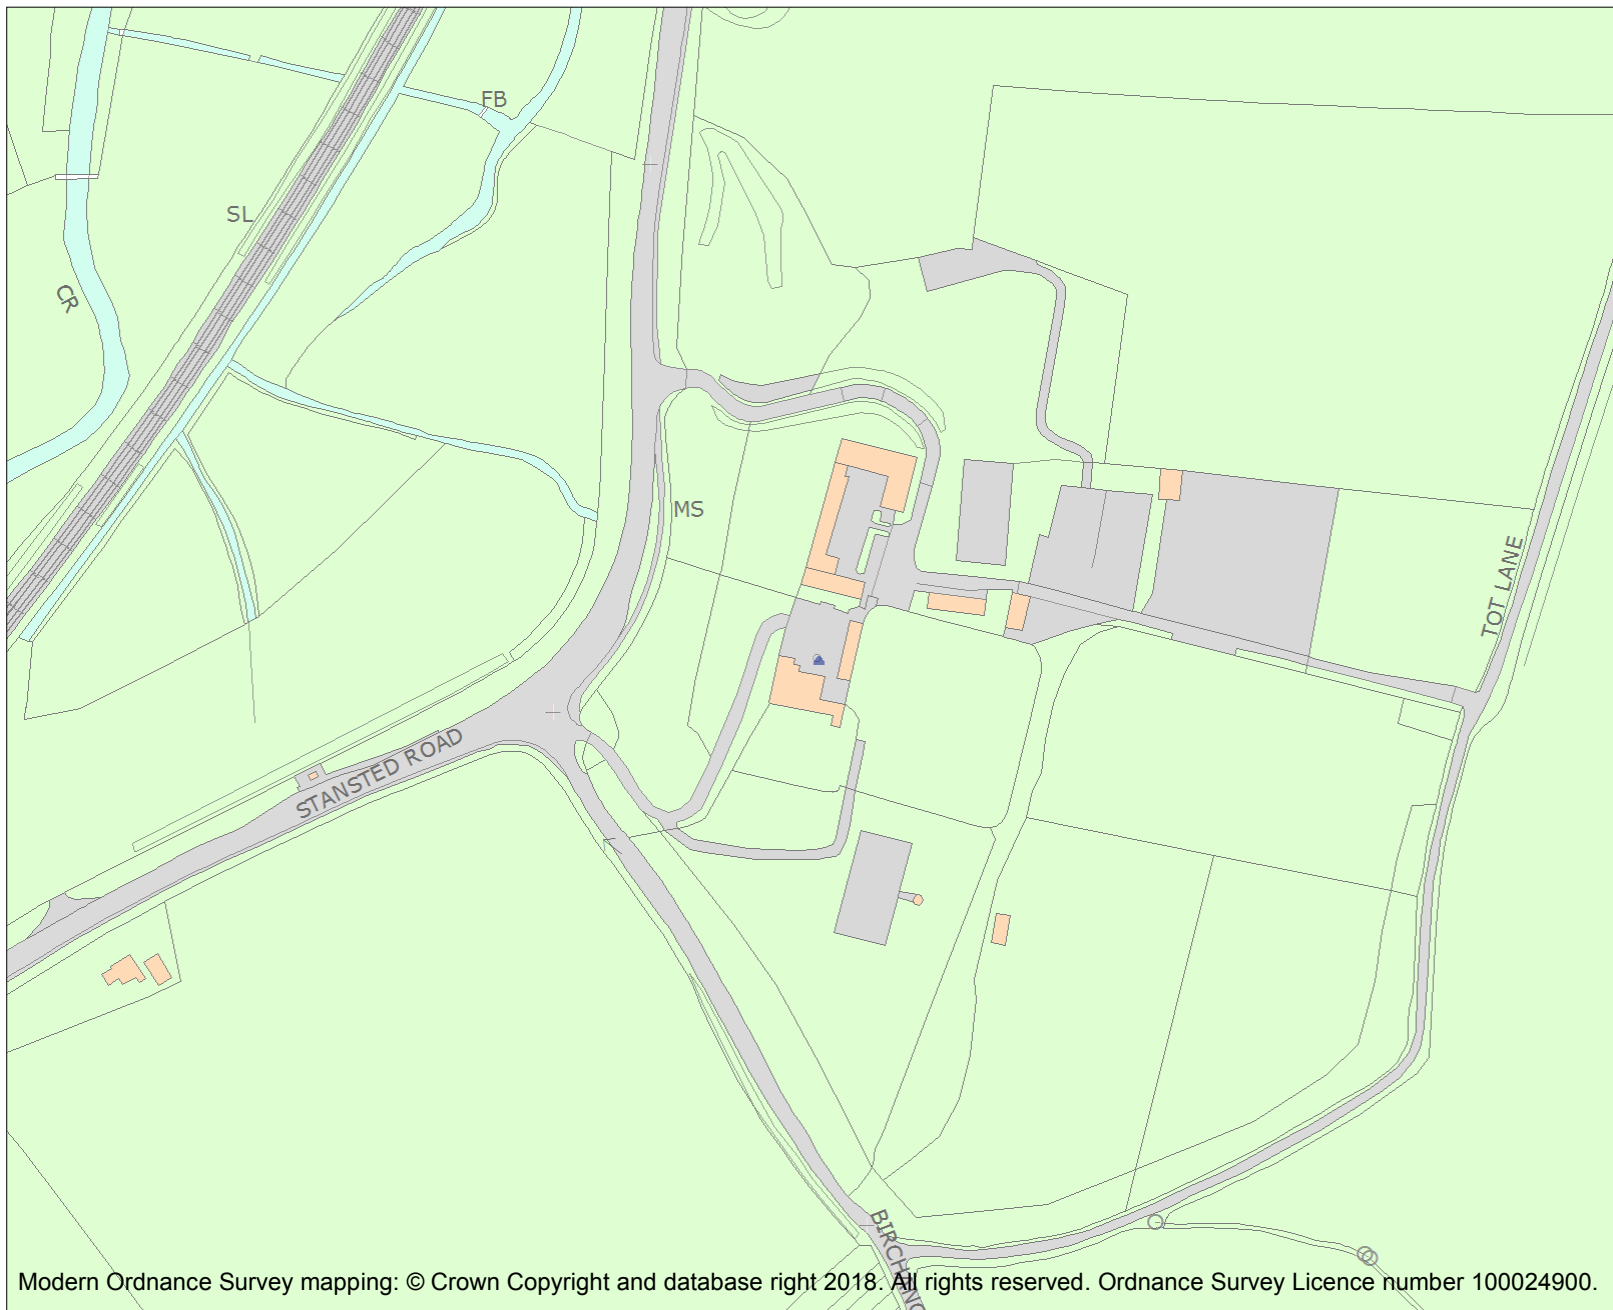 FB
SL
CR
MS
TOT LANE
STANSTED ROAD
Modern Ordnance Survey mapping: © Crown Copyright and database right 2018. All rights reserved. Ordnance Survey Licence number 100024900.